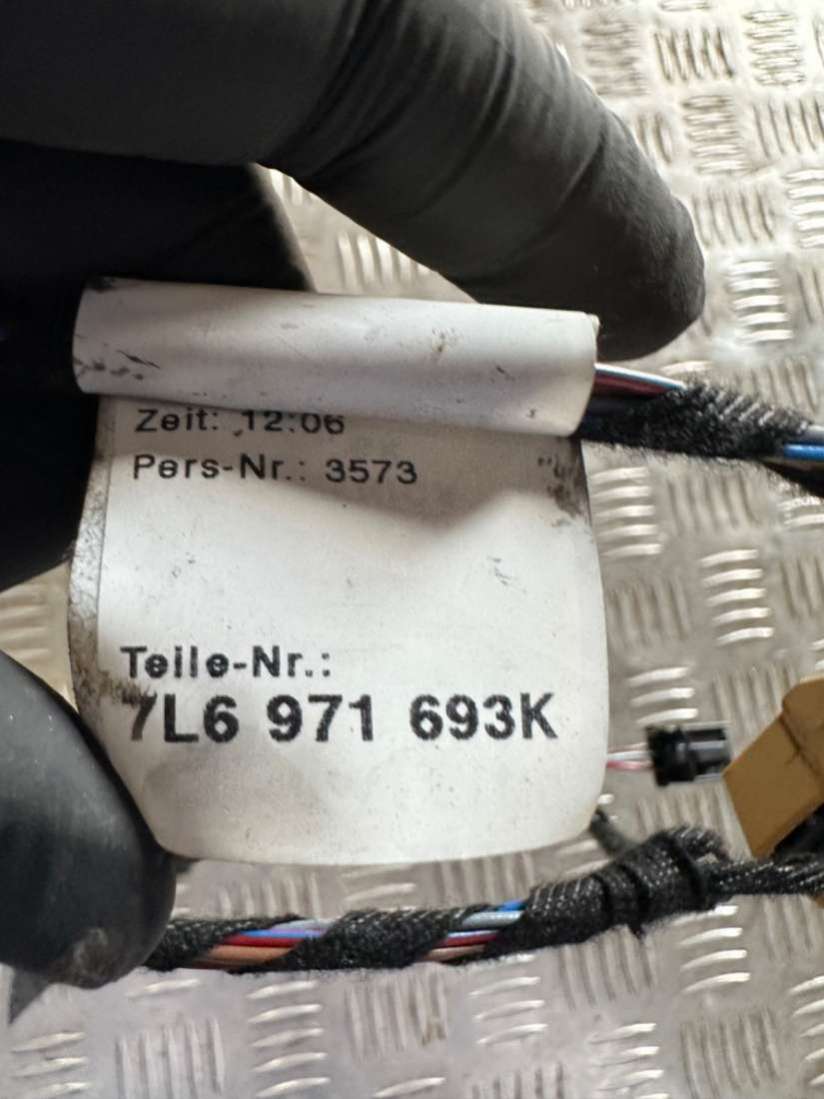 Zeit: 12:06
Pers-Nr.: 3573
Teile-Nr.:
7L6 971 693K